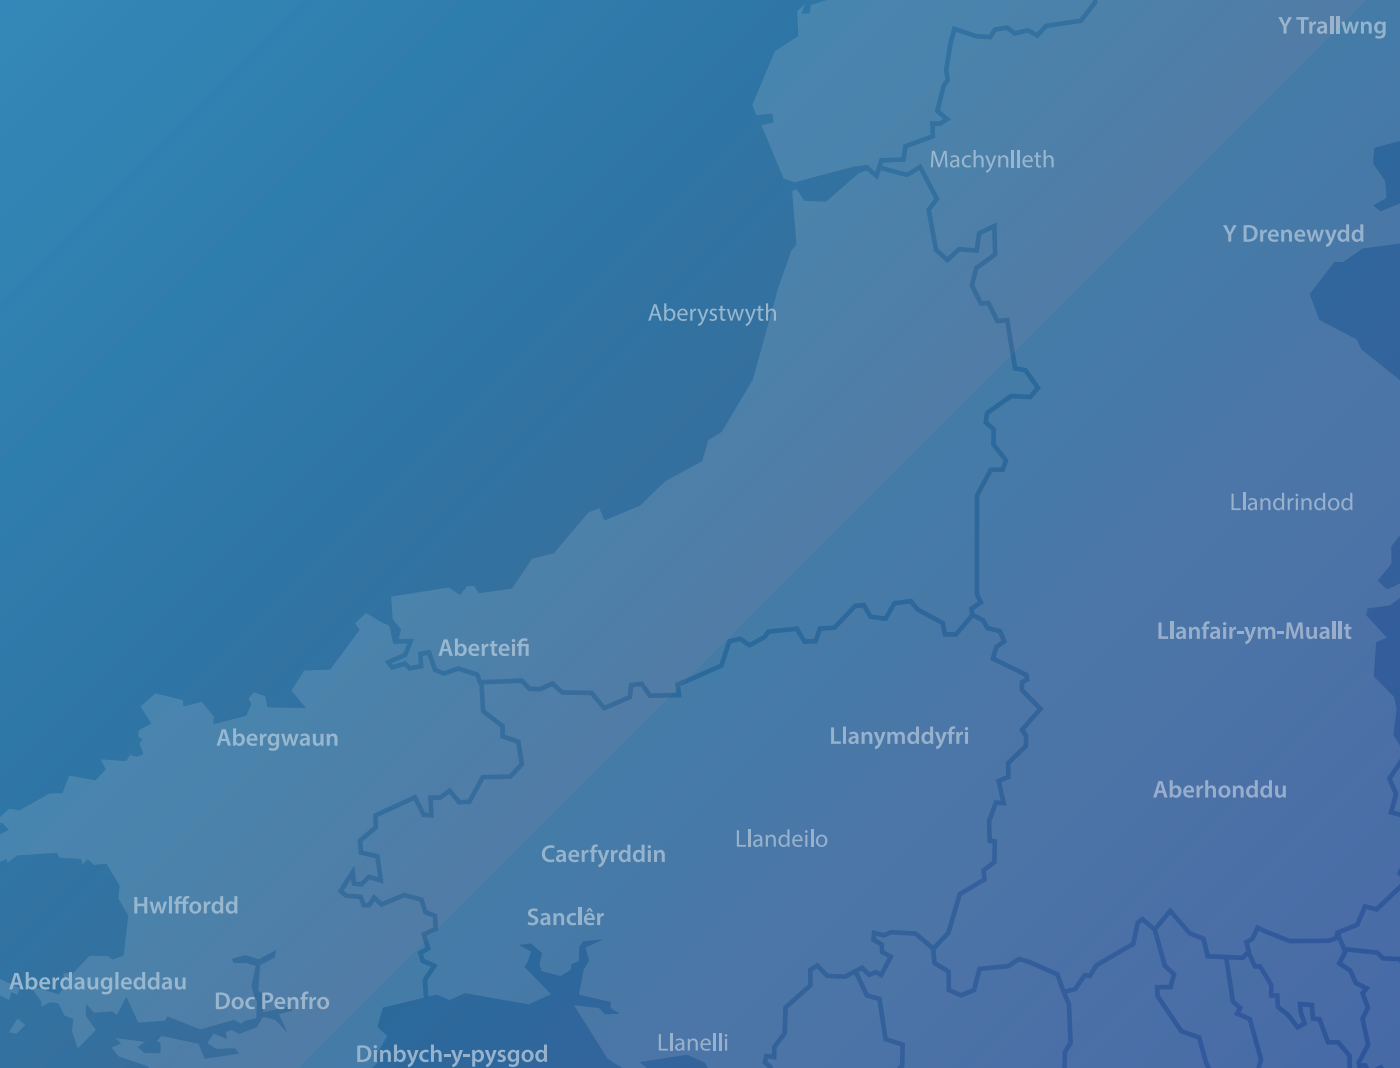 Y Trallwng
Machynlleth
Y Drenewydd
Aberystwyth
Llandrindod
Llanfair-ym-Muallt
Aberteifi
Abergwaun
Llanymddyfri
Aberhonddu
Llandeilo
Caerfyrddin
Hwlffordd
Sanclêr
Aberdaugleddau
Doc Penfro
Llanelli
Dinbych-y-pysgod